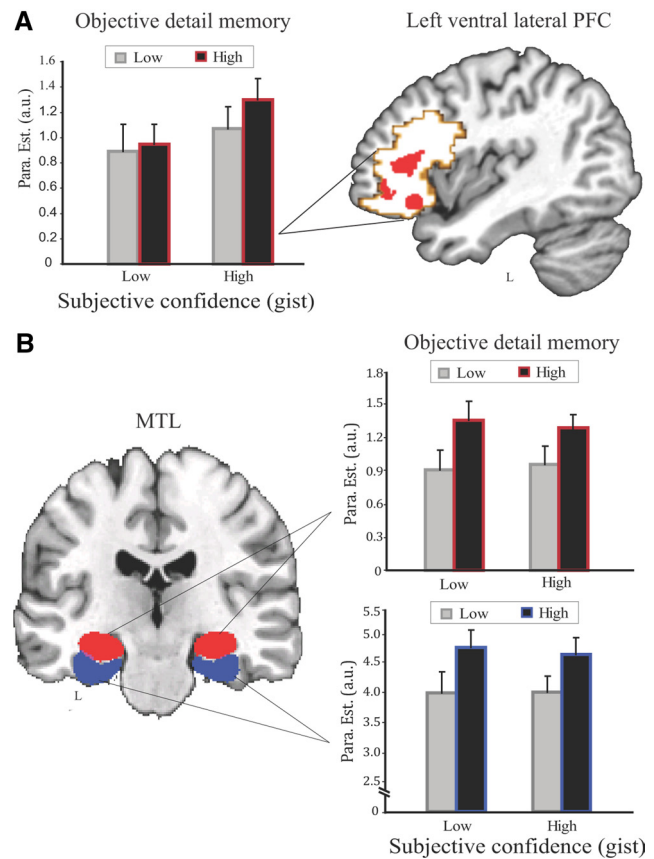 A
Objective detail memory
Left ventral lateral PFC
Low High
Para. Est. (a.u.)
1.6
1.4
1.2
1.0
0.8
0.6
0.4
0.2
0
Low High
Subjective confidence (gist)
L
B
MTL
L
Objective detail memory
Low High
Para. Est. (a.u.)
1.8
1.5
1.2
0.9
0.6
0.3
0
Low High
Low High
Para. Est. (a.u.)
5.5
5.0
4.5
4.0
3.5
3.0
2.5
0
Low High
Subjective confidence (gist)